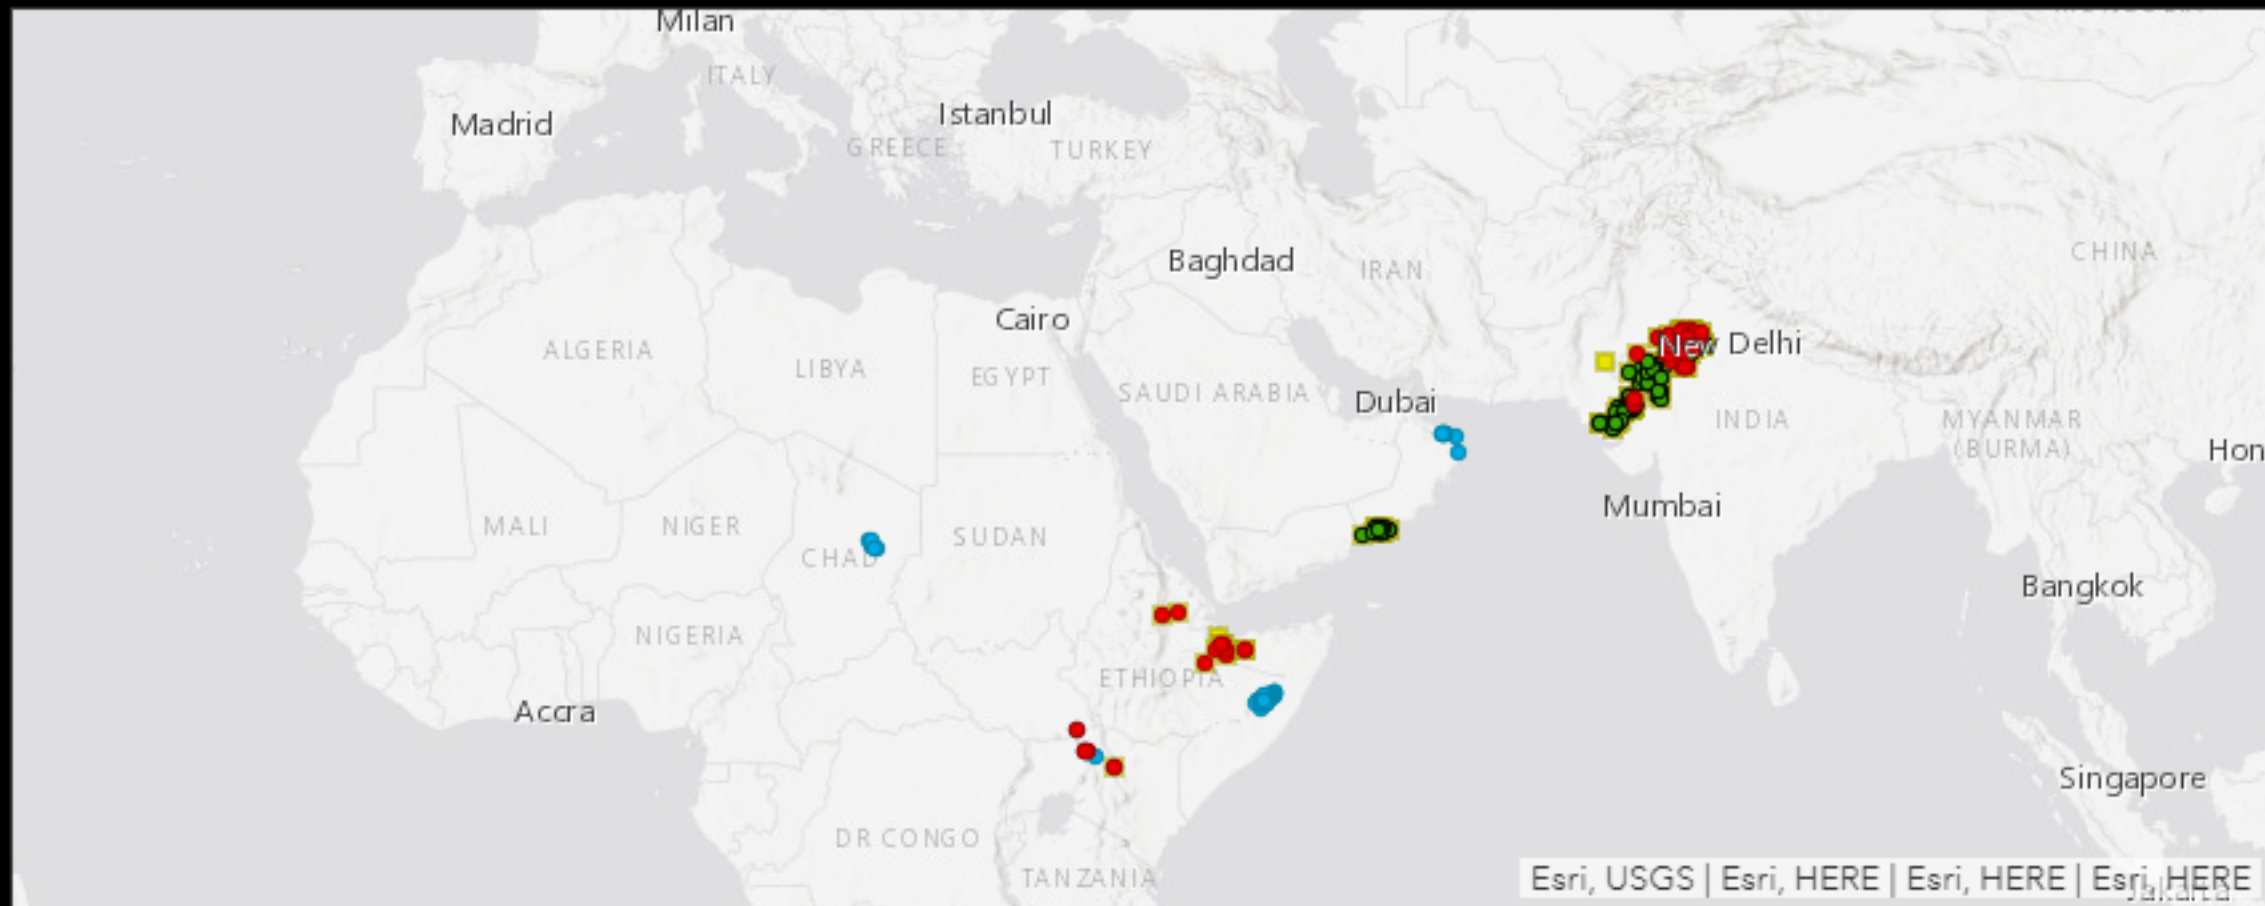 Milan
ITALY
Madrid
Istanbul
GREECE
TURKEY
Baghdad
IRAN
CHINA
Cairo
New Delhi
ALGERIA
LIBYA
EGYPT
SAUDI ARABIA
Dubai
INDIA
MYANMAR
(BURMA)
Hon
Mumbai
MALI
NIGER
SUDAN
CHAD
Bangkok
NIGERIA
ETHIOPIA
Accra
Singapore
DR CONGO
TANZANIA
Esri, USGS | Esri, HERE | Esri, HERE | Esri, HERE
Jakarta